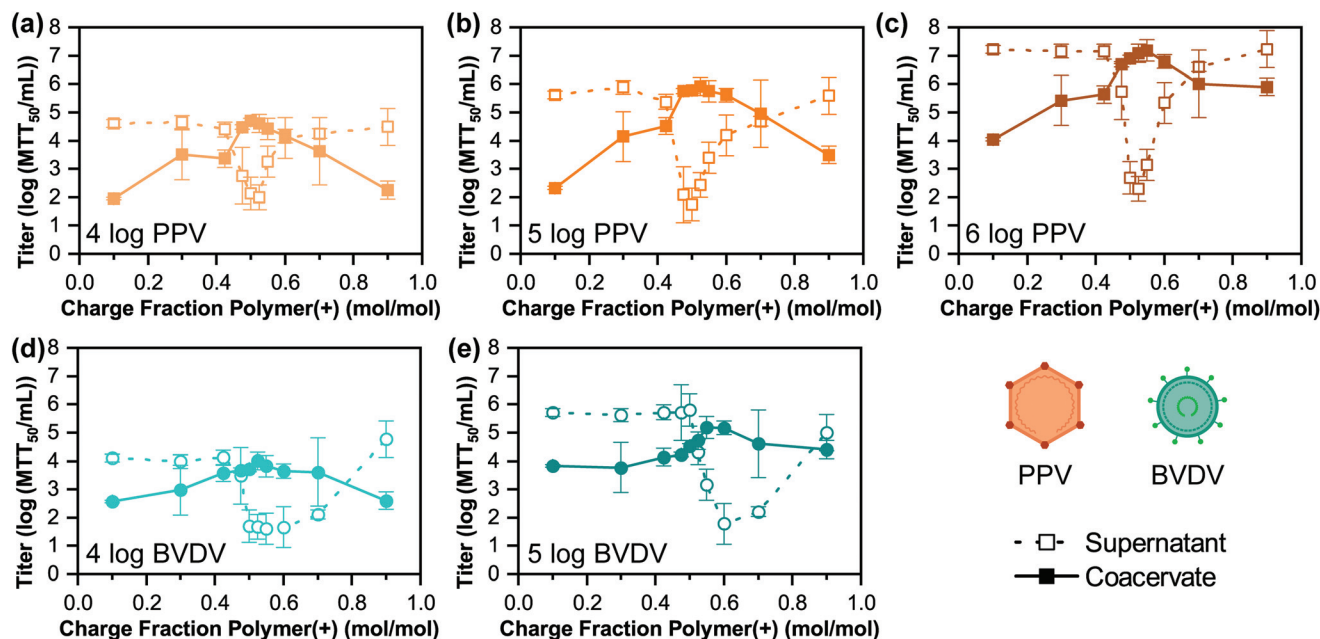 (a)
8
7
6
5
4
3
2
1
0
Titer (log (MTT50/mL))
4 log PPV
0.0 0.2 0.4 0.6 0.8 1.0
Charge Fraction Polymer(+) (mol/mol)
(b)
8
7
6
5
4
3
2
1
0
Titer (log (MTT50/mL))
5 log PPV
0.0 0.2 0.4 0.6 0.8 1.0
Charge Fraction Polymer(+) (mol/mol)
(c)
8
7
6
5
4
3
2
1
0
Titer (log (MTT50/mL))
6 log PPV
0.0 0.2 0.4 0.6 0.8 1.0
Charge Fraction Polymer(+) (mol/mol)
(d)
8
7
6
5
4
3
2
1
0
Titer (log (MTT50/mL))
4 log BVDV
0.0 0.2 0.4 0.6 0.8 1.0
Charge Fraction Polymer(+) (mol/mol)
(e)
8
7
6
5
4
3
2
1
0
Titer (log (MTT50/mL))
5 log BVDV
0.0 0.2 0.4 0.6 0.8 1.0
Charge Fraction Polymer(+) (mol/mol)
PPV BVDV
Supernatant
Coacervate